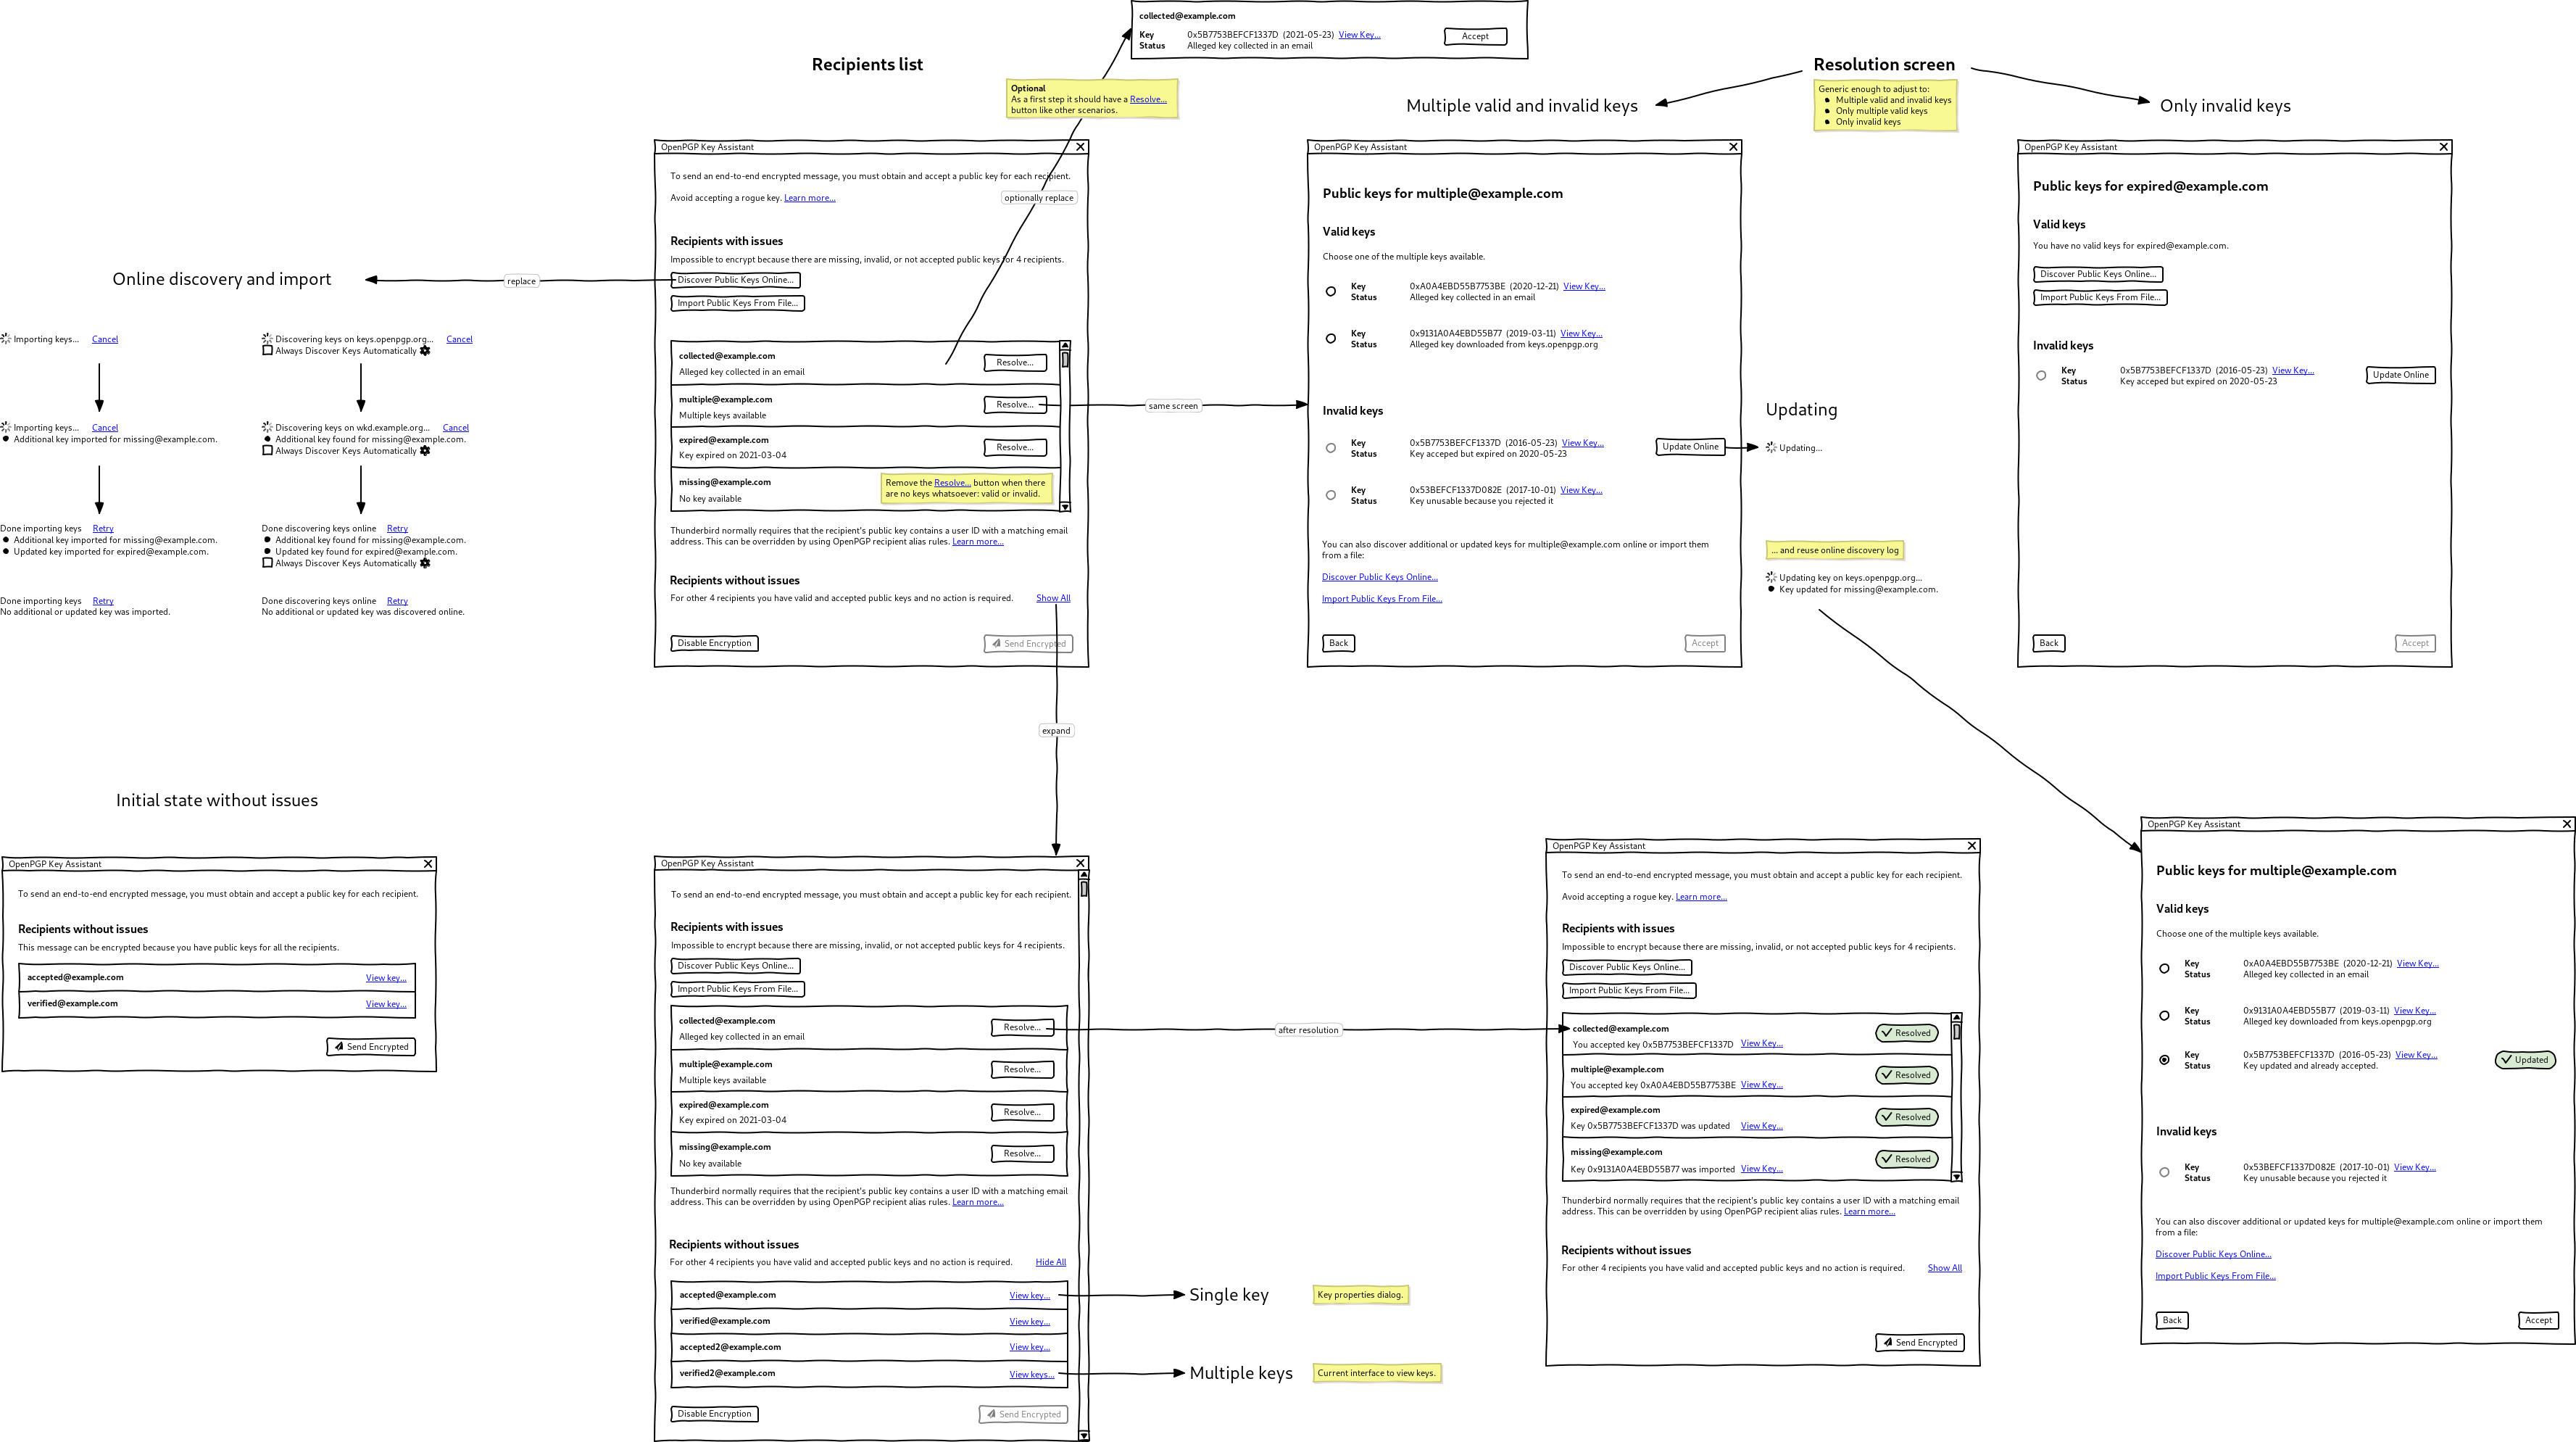 collected@example.com
Key 0x5B7753BEFCF1337D (2021-05-23) View Key...
Status Alleged key collected in an email
Accept
Recipients list
Optional
As a first step it should have a Resolve...
button like other scenarios.
Resolution screen
Generic enough to adjust to:
Multiple valid and invalid keys
Only multiple valid keys
Only invalid keys
Multiple valid and invalid keys
Only invalid keys
OpenPGP Key Assistant
To send an end-to-end encrypted message, you must obtain and accept a public key for each recipient.
Avoid accepting a rogue key. Learn more...
optionally replace
Recipients with issues
Impossible to encrypt because there are missing, invalid, or not accepted public keys for 4 recipients.
Discover Public Keys Online...
Import Public Keys From File...
collected@example.com
Alleged key collected in an email
Resolve...
multiple@example.com
Multiple keys available
Resolve...
expired@example.com
Key expired on 2021-03-04
Resolve...
missing@example.com
No key available
Remove the Resolve... button when there
are no keys whatsoever: valid or invalid.
Thunderbird normally requires that the recipient's public key contains a user ID with a matching email
address. This can be overridden by using OpenPGP recipient alias rules. Learn more...
Recipients without issues
For other 4 recipients you have valid and accepted public keys and no action is required. Show All
Disable Encryption
Send Encrypted
replace
same screen
expand
Online discovery and import
Importing keys... Cancel
Importing keys... Cancel
Additional key imported for missing@example.com.
Done importing keys Retry
Additional key imported for missing@example.com.
Updated key imported for expired@example.com.
Done importing keys Retry
No additional or updated key was imported.
Discovering keys on keys.openpgp.org... Cancel
Always Discover Keys Automatically
Discovering keys on wkd.example.org... Cancel
Additional key found for missing@example.com.
Always Discover Keys Automatically
Done discovering keys online Retry
Additional key found for missing@example.com.
Updated key found for expired@example.com.
Always Discover Keys Automatically
Done discovering keys online Retry
No additional or updated key was discovered online.
OpenPGP Key Assistant
Public keys for multiple@example.com
Valid keys
Choose one of the multiple keys available.
Key 0xA0A4EBD55B7753BE (2020-12-21) View Key...
Status Alleged key collected in an email
Key 0x9131A0A4EBD55B77 (2019-03-11) View Key...
Status Alleged key downloaded from keys.openpgp.org
Invalid keys
Key 0x5B7753BEFCF1337D (2016-05-23) View Key...
Status Key acceped but expired on 2020-05-23
Update Online
Key 0x53BEFCF1337D082E (2017-10-01) View Key...
Status Key unusable because you rejected it
You can also discover additional or updated keys for multiple@example.com online or import them
from a file:
Discover Public Keys Online...
Import Public Keys From File...
Back
Accept
Updating
Updating...
... and reuse online discovery log
Updating key on keys.openpgp.org...
Key updated for missing@example.com.
OpenPGP Key Assistant
Public keys for expired@example.com
Valid keys
You have no valid keys for expired@example.com.
Discover Public Keys Online...
Import Public Keys From File...
Invalid keys
Key 0x5B7753BEFCF1337D (2016-05-23) View Key...
Status Key acceped but expired on 2020-05-23
Update Online
Back
Accept
Initial state without issues
OpenPGP Key Assistant
To send an end-to-end encrypted message, you must obtain and accept a public key for each recipient.
Recipients without issues
This message can be encrypted because you have public keys for all the recipients.
accepted@example.com View key...
verified@example.com View key...
Send Encrypted
OpenPGP Key Assistant
To send an end-to-end encrypted message, you must obtain and accept a public key for each recipient.
Recipients with issues
Impossible to encrypt because there are missing, invalid, or not accepted public keys for 4 recipients.
Discover Public Keys Online...
Import Public Keys From File...
collected@example.com
Alleged key collected in an email
Resolve...
multiple@example.com
Multiple keys available
Resolve...
expired@example.com
Key expired on 2021-03-04
Resolve...
missing@example.com
No key available
Resolve...
Thunderbird normally requires that the recipient's public key contains a user ID with a matching email
address. This can be overridden by using OpenPGP recipient alias rules. Learn more...
Recipients without issues
For other 4 recipients you have valid and accepted public keys and no action is required. Hide All
accepted@example.com View key...
verified@example.com View key...
accepted2@example.com View key...
verified2@example.com View keys...
Disable Encryption
Send Encrypted
after resolution
Single key
Key properties dialog.
Multiple keys
Current interface to view keys.
OpenPGP Key Assistant
To send an end-to-end encrypted message, you must obtain and accept a public key for each recipient.
Avoid accepting a rogue key. Learn more...
Recipients with issues
Impossible to encrypt because there are missing, invalid, or not accepted public keys for 4 recipients.
Discover Public Keys Online...
Import Public Keys From File...
collected@example.com
You accepted key 0x5B7753BEFCF1337D View Key...
Resolved
multiple@example.com
You accepted key 0xA0A4EBD55B7753BE View Key...
Resolved
expired@example.com
Key 0x5B7753BEFCF1337D was updated View Key...
Resolved
missing@example.com
Key 0x9131A0A4EBD55B77 was imported View Key...
Resolved
Thunderbird normally requires that the recipient's public key contains a user ID with a matching email
address. This can be overridden by using OpenPGP recipient alias rules. Learn more...
Recipients without issues
For other 4 recipients you have valid and accepted public keys and no action is required. Show All
Send Encrypted
OpenPGP Key Assistant
Public keys for multiple@example.com
Valid keys
Choose one of the multiple keys available.
Key 0xA0A4EBD55B7753BE (2020-12-21) View Key...
Status Alleged key collected in an email
Key 0x9131A0A4EBD55B77 (2019-03-11) View Key...
Status Alleged key downloaded from keys.openpgp.org
Key 0x5B7753BEFCF1337D (2016-05-23) View Key...
Status Key updated and already accepted.
Updated
Invalid keys
Key 0x53BEFCF1337D082E (2017-10-01) View Key...
Status Key unusable because you rejected it
You can also discover additional or updated keys for multiple@example.com online or import them
from a file:
Discover Public Keys Online...
Import Public Keys From File...
Back
Accept